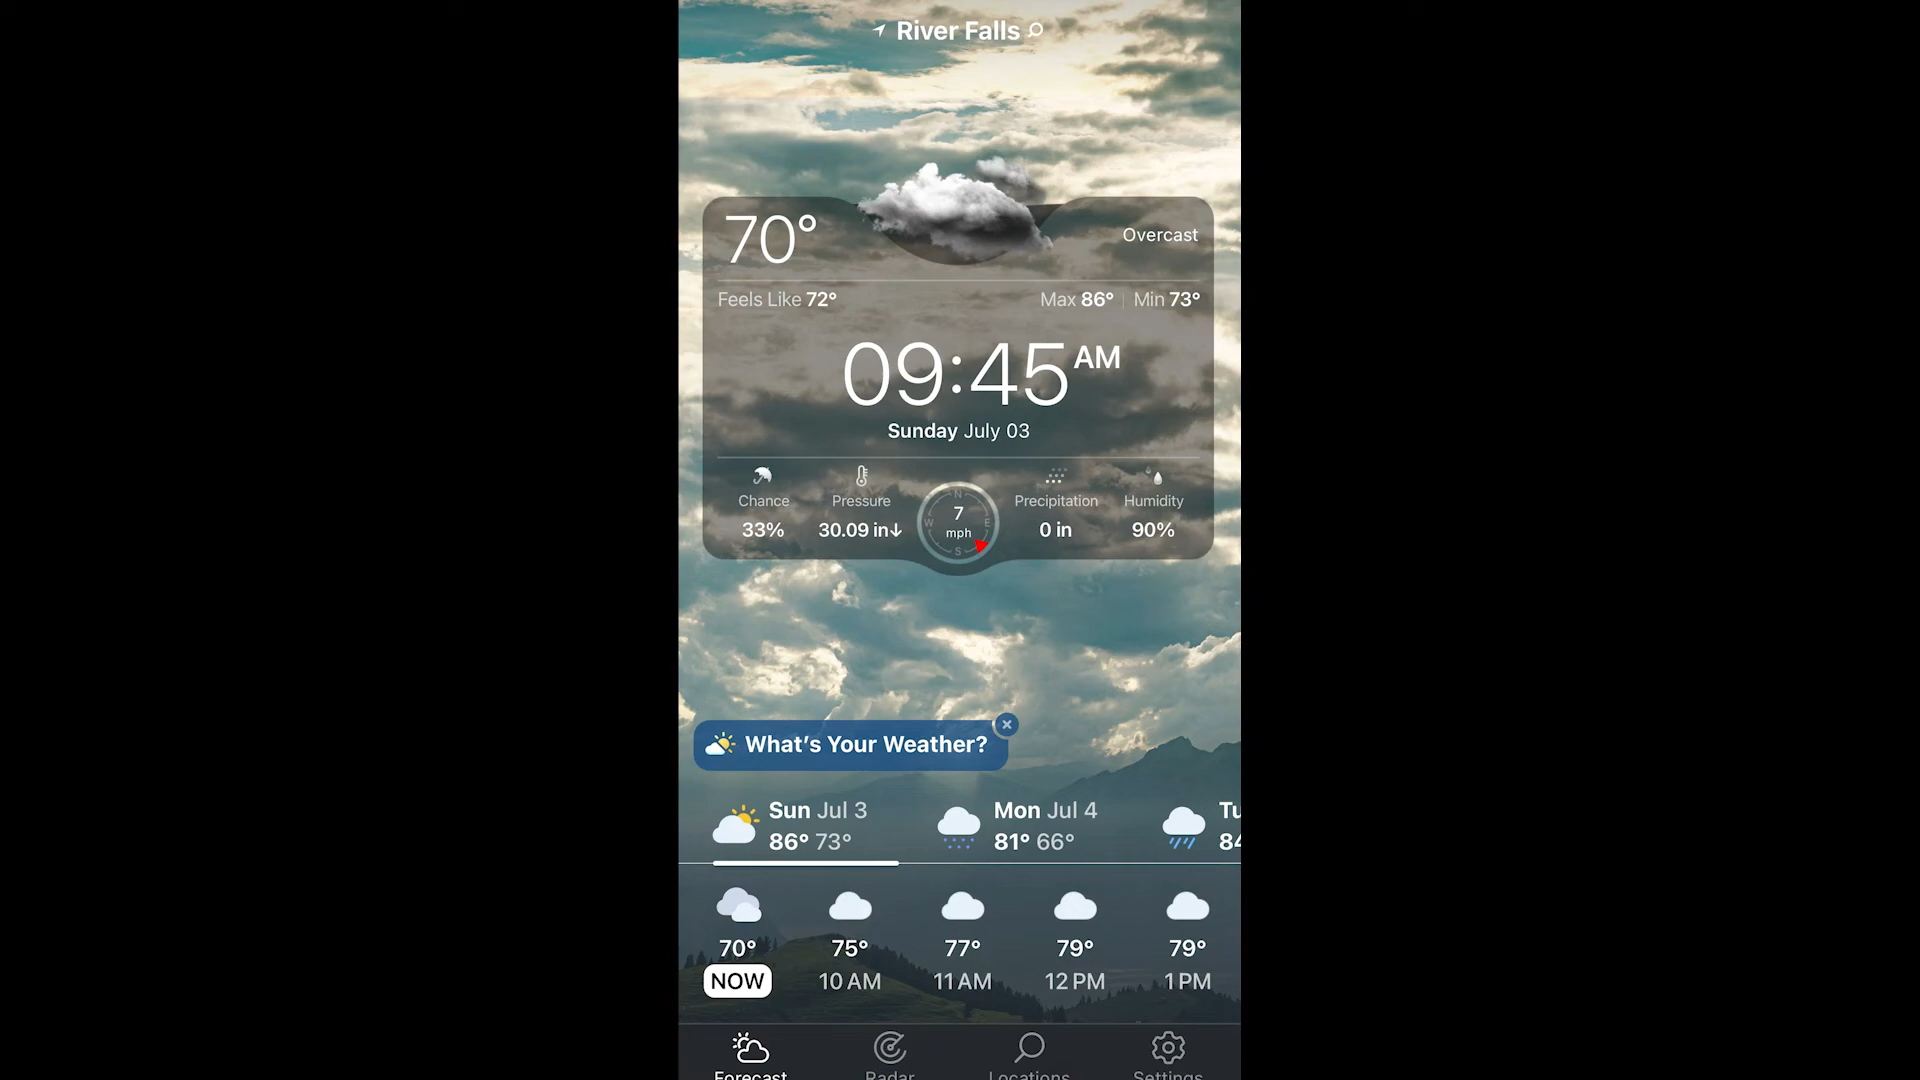 River Falls
70°
Overcast
Feels Like 72°
Max 86° | Min 73°
09:45 AM
Sunday July 03
Chance
33%
Pressure
30.09 in↓
N
W
E
S
7
mph
Precipitation
0 in
Humidity
90%
What's Your Weather?
Sun Jul 3
86° 73°
Mon Jul 4
81° 66°
Tu
84
70° 75° 77° 79° 79°
NOW 10 AM 11 AM 12 PM 1 PM
Forecast Radar Locations Settings